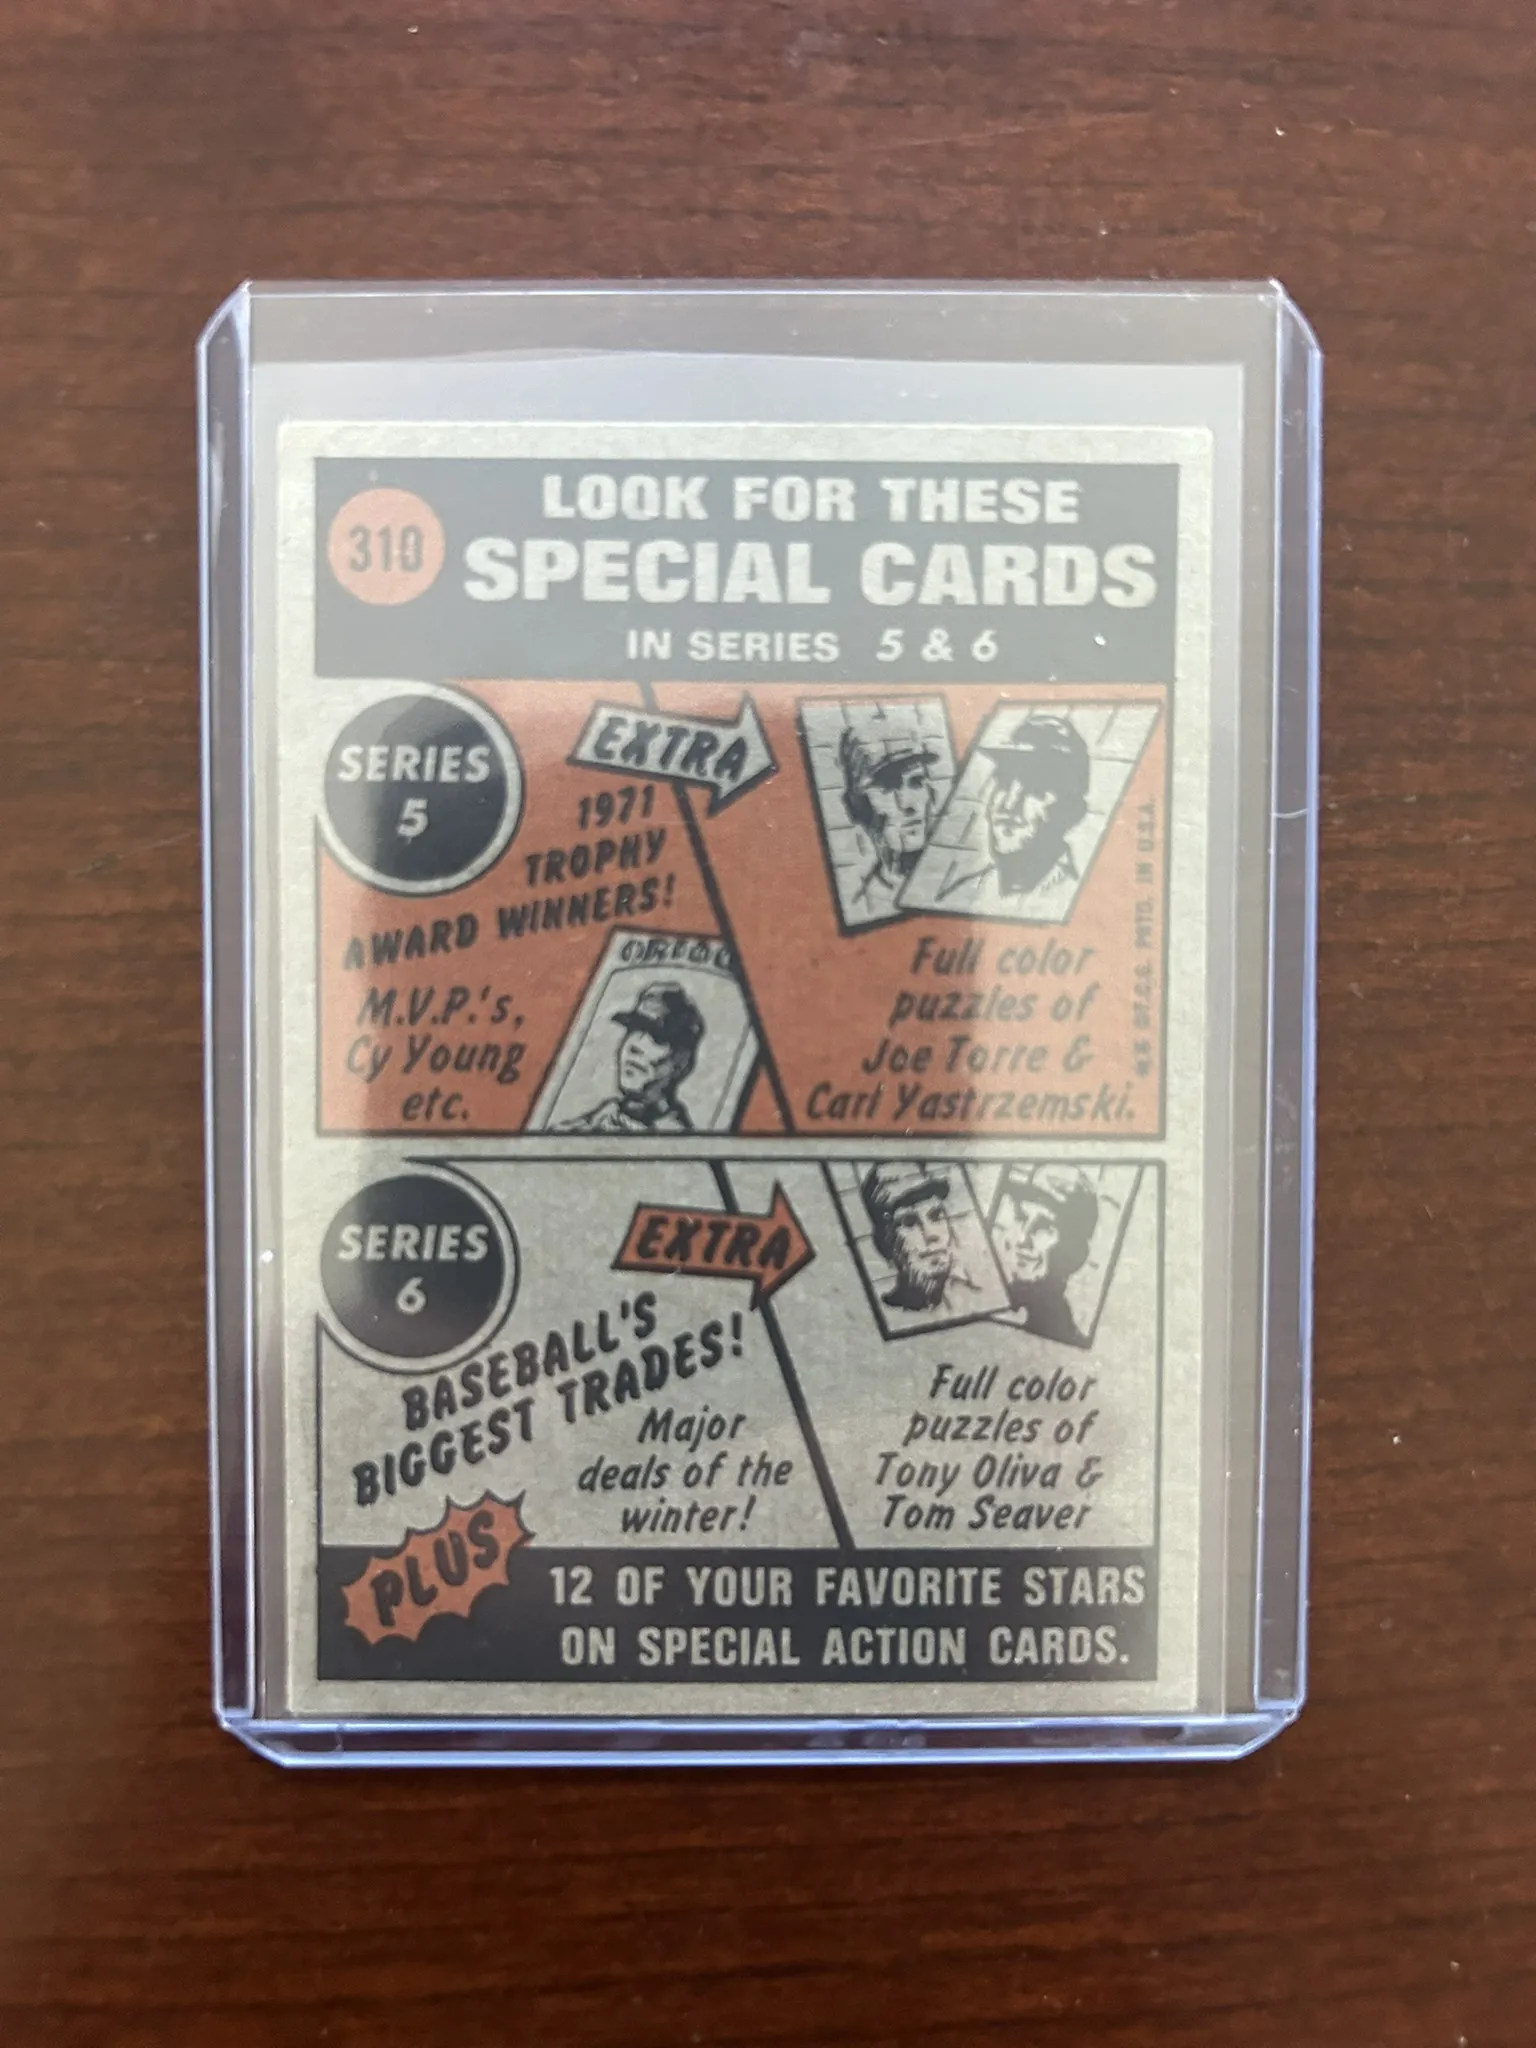 310
LOOK FOR THESE
SPECIAL CARDS
IN SERIES 5 & 6
SERIES
5
EXTRA
1971
TROPHY
AWARD WINNERS!
M.V.P.'s,
Cy Young
etc.
Full color
puzzles of
Joe Torre &
Carl Yastrzemski.
PRTD. IN U.S.A.
SERIES
6
EXTRA
BASEBALL'S
BIGGEST TRADES!
Major
deals of the
winter!
Full color
puzzles of
Tony Oliva &
Tom Seaver
PLUS
12 OF YOUR FAVORITE STARS
ON SPECIAL ACTION CARDS.